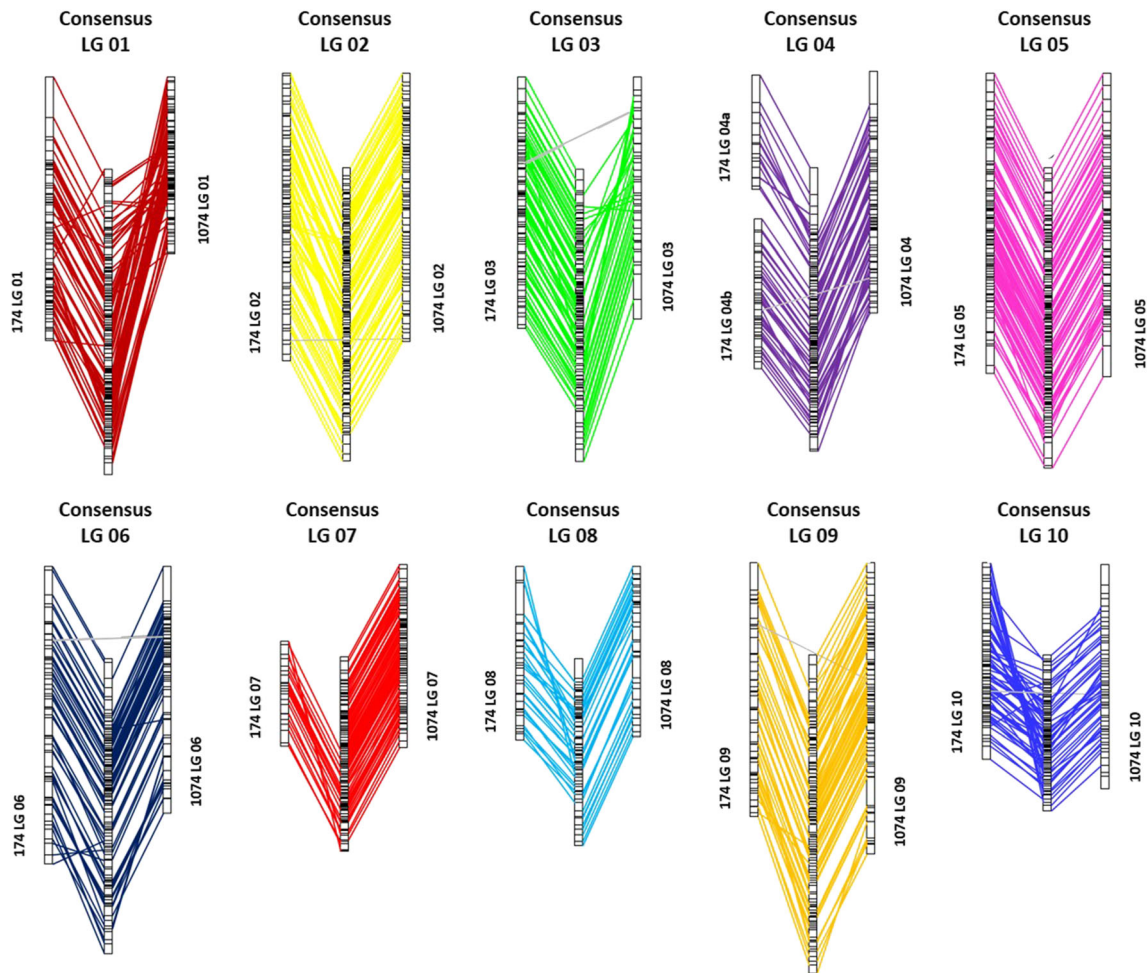 Consensus
LG 01
Consensus
LG 02
Consensus
LG 03
Consensus
LG 04
Consensus
LG 05
174 LG 01
1074 LG 01
174 LG 02
1074 LG 02
174 LG 03
1074 LG 03
174 LG 04a
174 LG 04b
1074 LG 04
174 LG 05
1074 LG 05
Consensus
LG 06
Consensus
LG 07
Consensus
LG 08
Consensus
LG 09
Consensus
LG 10
174 LG 06
1074 LG 06
174 LG 07
1074 LG 07
174 LG 08
1074 LG 08
174 LG 09
1074 LG 09
174 LG 10
1074 LG 10